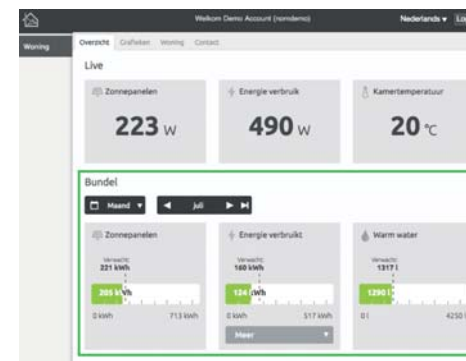 Welkom Demo Account (nomdemo)
Nederlands
Woning
Overzicht Grafieken Woning Contact
Live
Zonnepanelen
Energie verbruik
Kamertemperatuur
223 W
490 W
20 °C
Bundel
Maand
juli
Zonnepanelen
Verwacht:
221 kWh
205 kWh
0 kWh 713 kWh
Energie verbruikt
Verwacht:
160 kWh
124 kWh
0 kWh 517 kWh
Meer
Warm water
Verwacht:
1317 l
1290 l
0 l 4250 l